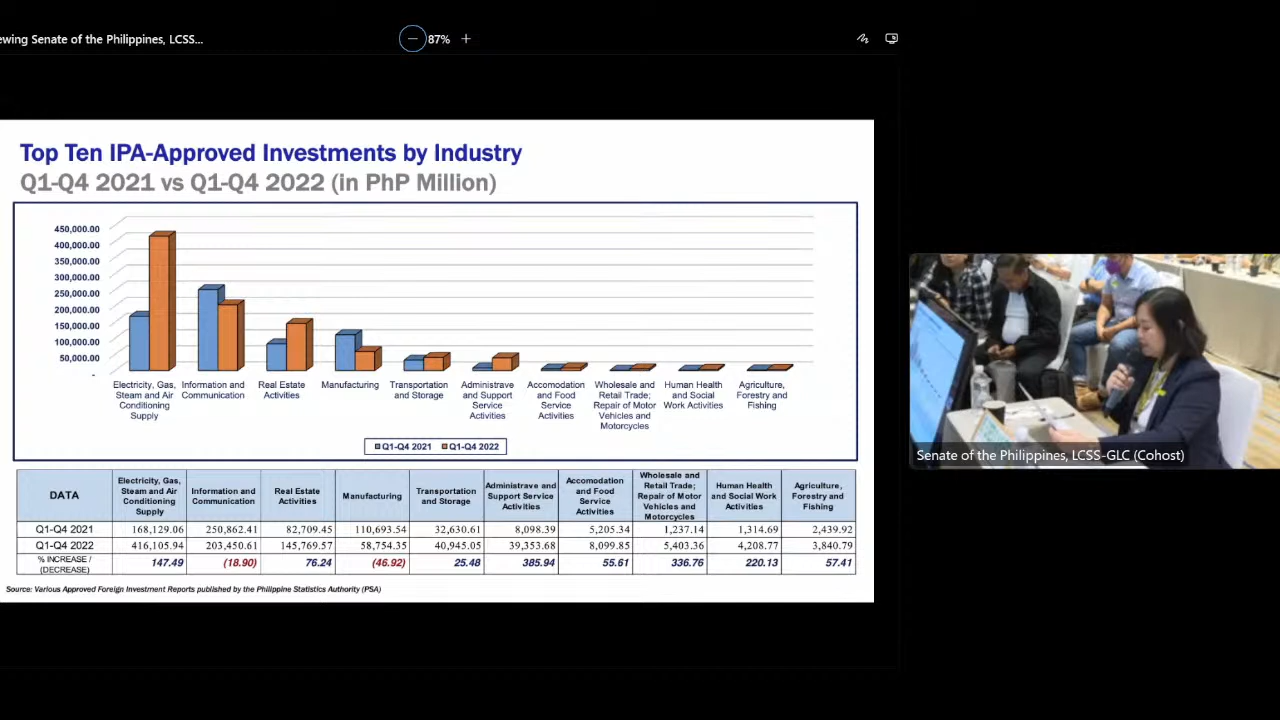 ewing Senate of the Philippines, LCSS...
87%
Top Ten IPA-Approved Investments by Industry
Q1-Q4 2021 vs Q1-Q4 2022 (in PhP Million)
450,000.00
400,000.00
350,000.00
300,000.00
250,000.00
200,000.00
150,000.00
100,000.00
50,000.00
-
Electricity, Gas,
Steam and Air
Conditioning
Supply
Information and
Communication
Real Estate
Activities
Manufacturing
Transportation
and Storage
Administrave
and Support
Service
Activities
Accomodation
and Food
Service
Activities
Wholesale and
Retail Trade;
Repair of Motor
Vehicles and
Motorcycles
Human Health
and Social
Work Activities
Agriculture,
Forestry and
Fishing
Q1-Q4 2021 Q1-Q4 2022
DATA
Electricity, Gas,
Steam and Air
Conditioning
Supply
Information and
Communication
Real Estate
Activities
Manufacturing
Transportation
and Storage
Administrave and
Support Service
Activities
Accomodation
and Food
Service
Activities
Wholesale and
Retail Trade;
Repair of Motor
Vehicles and
Motorcycles
Human Health
and Social Work
Activities
Agriculture,
Forestry and
Fishing
Q1-Q4 2021 168,129.06 250,862.41 82,709.45 110,693.54 32,630.61 8,098.39 5,205.34 1,237.14 1,314.69 2,439.92
Q1-Q4 2022 416,105.94 203,450.61 145,769.57 58,754.35 40,945.05 39,353.68 8,099.85 5,403.36 4,208.77 3,840.79
% INCREASE /
(DECREASE)
147.49 (18.90) 76.24 (46.92) 25.48 385.94 55.61 336.76 220.13 57.41
Source: Various Approved Foreign Investment Reports published by the Philippine Statistics Authority (PSA)
Senate of the Philippines, LCSS-GLC (Cohost)